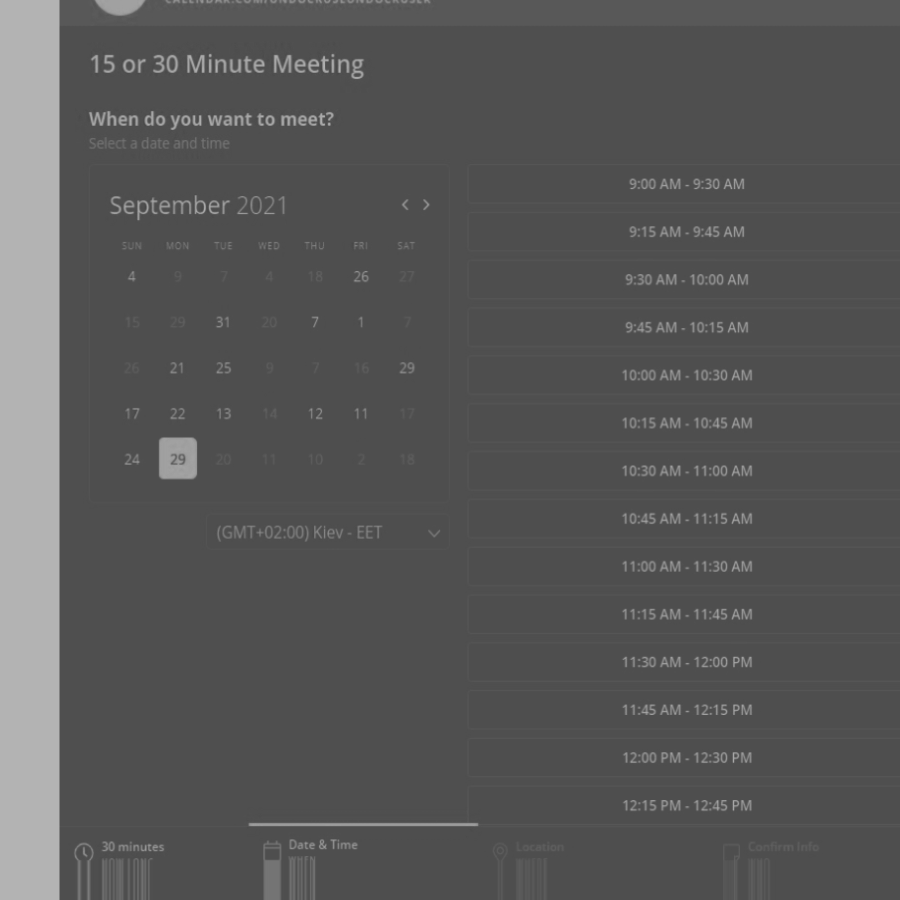 15 or 30 Minute Meeting
When do you want to meet?
Select a date and time
September 2021
SUN MON TUE WED THU FRI SAT
4 9 7 4 18 26 27
15 29 31 20 7 1 7
26 21 25 9 7 16 29
17 22 13 14 12 11 17
24 29 20 11 10 2 18
(GMT+02:00) Kiev - EET
9:00 AM - 9:30 AM
9:15 AM - 9:45 AM
9:30 AM - 10:00 AM
9:45 AM - 10:15 AM
10:00 AM - 10:30 AM
10:15 AM - 10:45 AM
10:30 AM - 11:00 AM
10:45 AM - 11:15 AM
11:00 AM - 11:30 AM
11:15 AM - 11:45 AM
11:30 AM - 12:00 PM
11:45 AM - 12:15 PM
12:00 PM - 12:30 PM
12:15 PM - 12:45 PM
30 minutes
Date & Time
WHEN
Location
Confirm Info